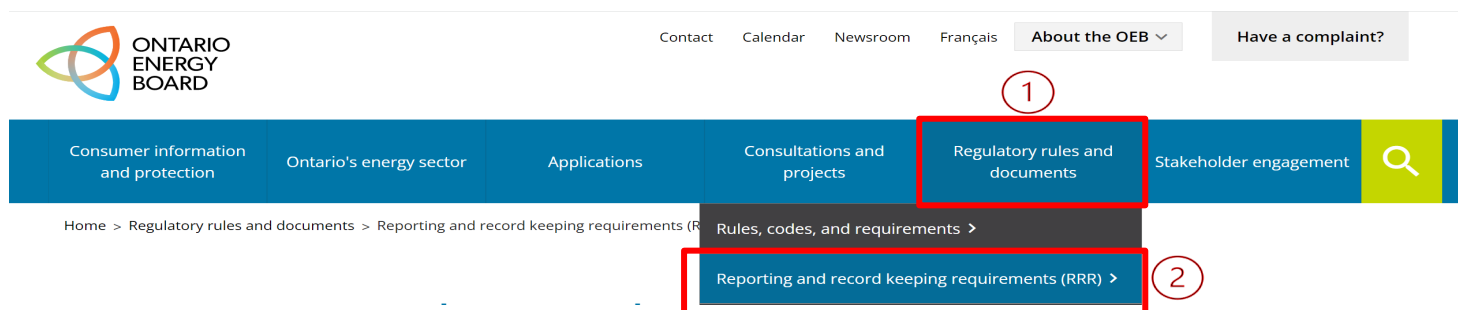 ONTARIO
ENERGY
BOARD
Contact Calendar Newsroom Français About the OEB Have a complaint?
1
Consumer information
and protection
Ontario's energy sector
Applications
Consultations and
projects
Regulatory rules and
documents
Stakeholder engagement
Home > Regulatory rules and documents > Reporting and record keeping requirements (R
Rules, codes, and requirements >
Reporting and record keeping requirements (RRR) >
2